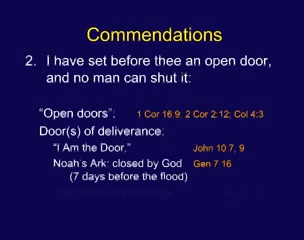 Commendations
2. I have set before thee an open door,
and no man can shut it:
“Open doors”: 1 Cor 16:9; 2 Cor 2:12; Col 4:3
Door(s) of deliverance:
“I Am the Door.” John 10:7, 9
Noah's Ark: closed by God Gen 7:16
(7 days before the flood)